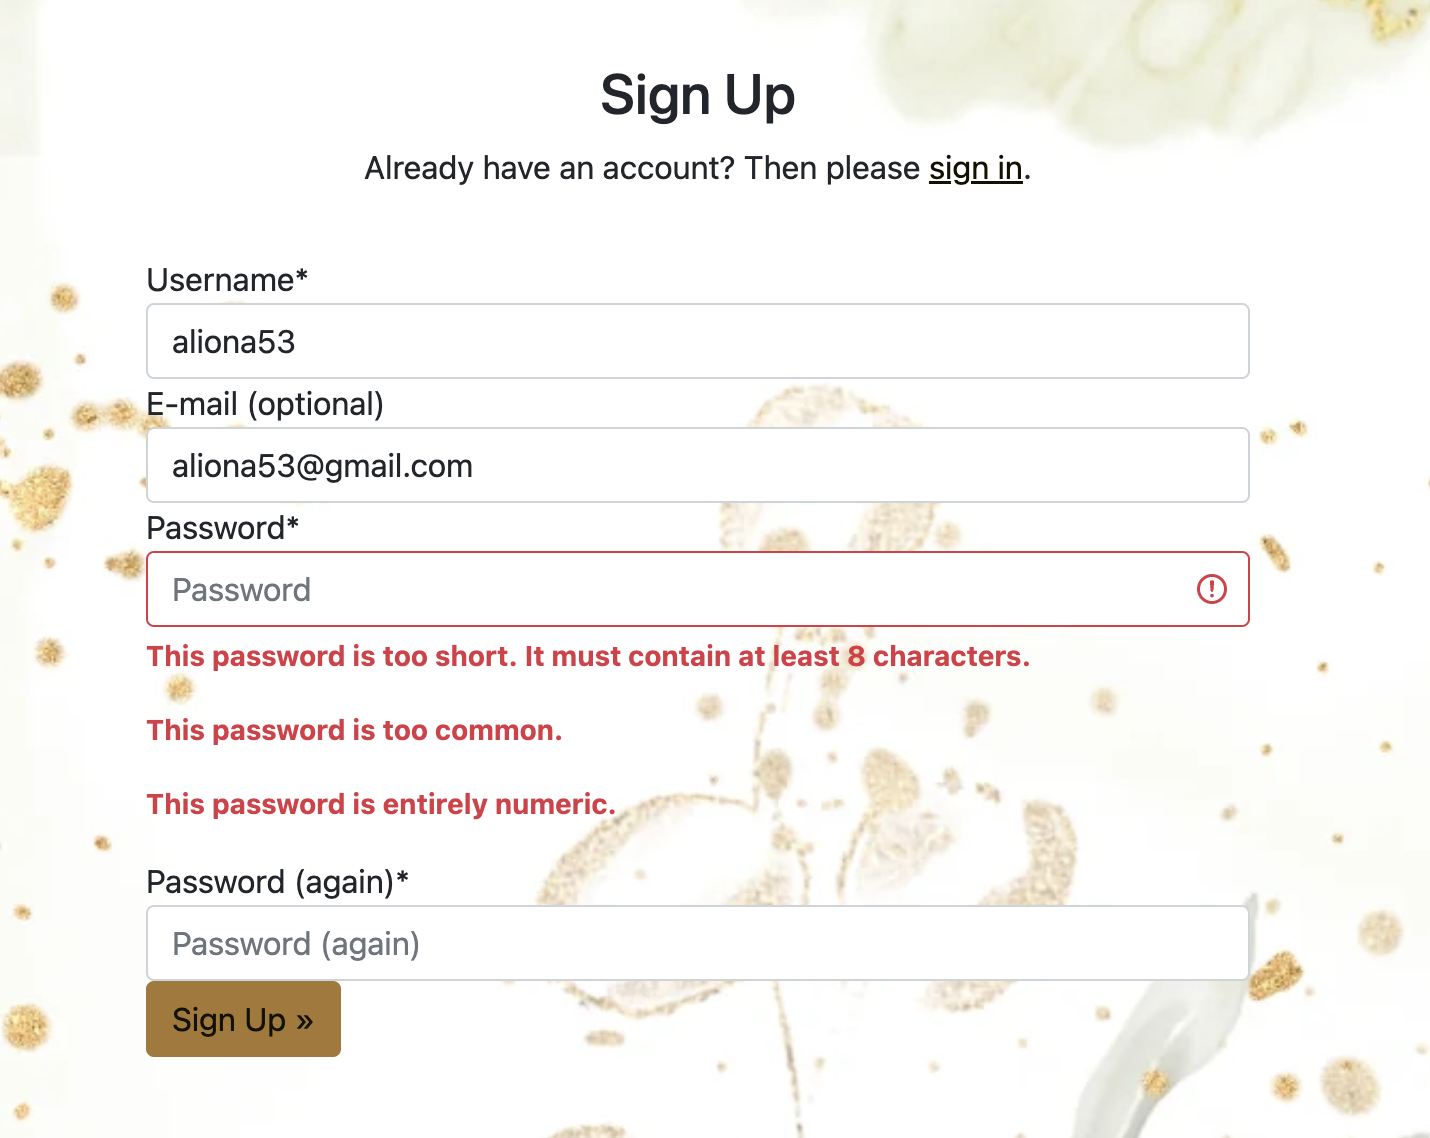 Sign Up
Already have an account? Then please sign in.
Username*
aliona53
E-mail (optional)
aliona53@gmail.com
Password*
Password
This password is too short. It must contain at least 8 characters.
This password is too common.
This password is entirely numeric.
Password (again)*
Password (again)
Sign Up »